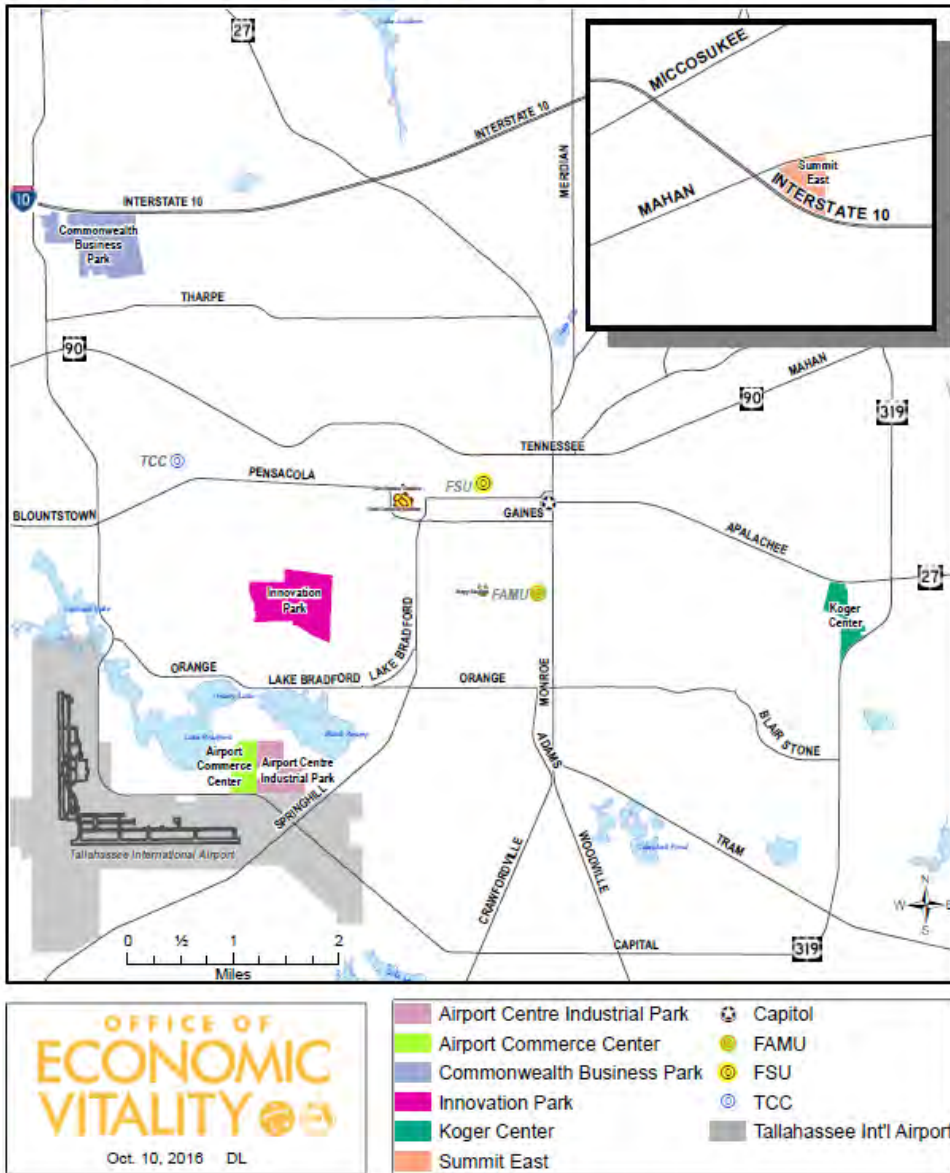 27
INTERSTATE 10
MERIDIAN
MICCOSUKEE
MAHAN
Summit
East
INTERSTATE 10
10
INTERSTATE 10
Commonwealth
Business
Park
THARPE
90
MAHAN
90
319
TENNESSEE
TCC
PENSACOLA
FSU
BLOUNTSTOWN
GAINES
APALACHEE
27
Innovation
Park
FAMU
Koger
Center
LAKE BRADFORD
ORANGE
LAKE BRADFORD
ORANGE
MONROE
BLAIR STONE
Lake Bradford
Airport
Commerce
Center
Airport Centre
Industrial Park
ADAMS
SPRINGHILL
Tallahassee International Airport
CRAWFORDVILLE
WOODVILLE
Campbell Pond
TRAM
N
W E
S
0 ½ 1 2
Miles
CAPITAL
319
OFFICE OF
ECONOMIC
VITALITY
Oct. 10, 2016 DL
Airport Centre Industrial Park
Airport Commerce Center
Commonwealth Business Park
Innovation Park
Koger Center
Summit East
Capitol
FAMU
FSU
TCC
Tallahassee Int'l Airport